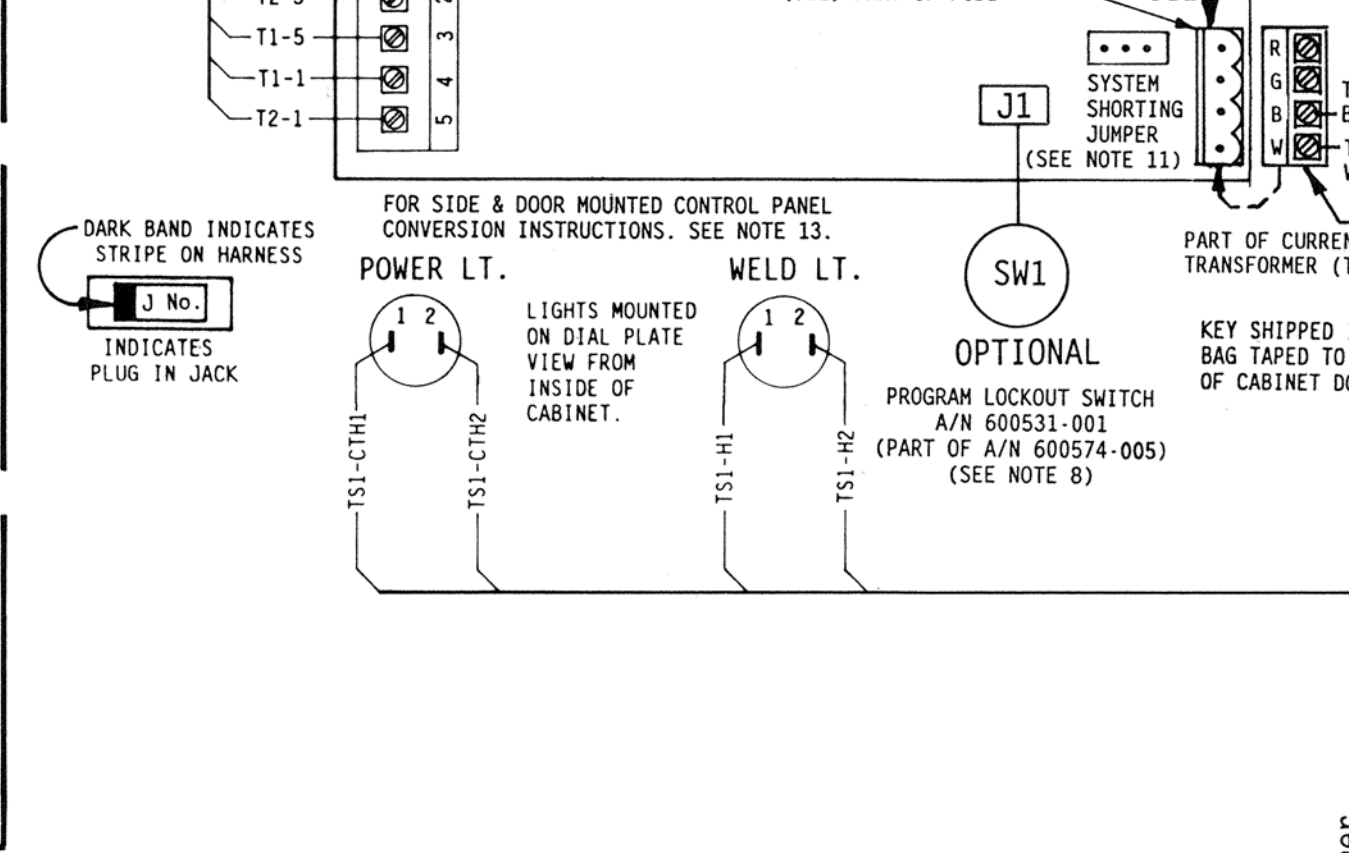 T1-5
3
T1-1
4
T2-1
5
J1
SYSTEM
SHORTING
JUMPER
(SEE NOTE 11)
R
G
B
W
FOR SIDE & DOOR MOUNTED CONTROL PANEL
CONVERSION INSTRUCTIONS. SEE NOTE 13.
DARK BAND INDICATES
STRIPE ON HARNESS
J No.
INDICATES
PLUG IN JACK
POWER LT.
1 2
TS1-CTH1
TS1-CTH2
LIGHTS MOUNTED
ON DIAL PLATE
VIEW FROM
INSIDE OF
CABINET.
WELD LT.
1 2
TS1-H1
TS1-H2
SW1
OPTIONAL
PROGRAM LOCKOUT SWITCH
A/N 600531-001
(PART OF A/N 600574-005)
(SEE NOTE 8)
PART OF
TRANSFORMER
KEY SHIPPED
BAG TAPED TO
OF CABINET